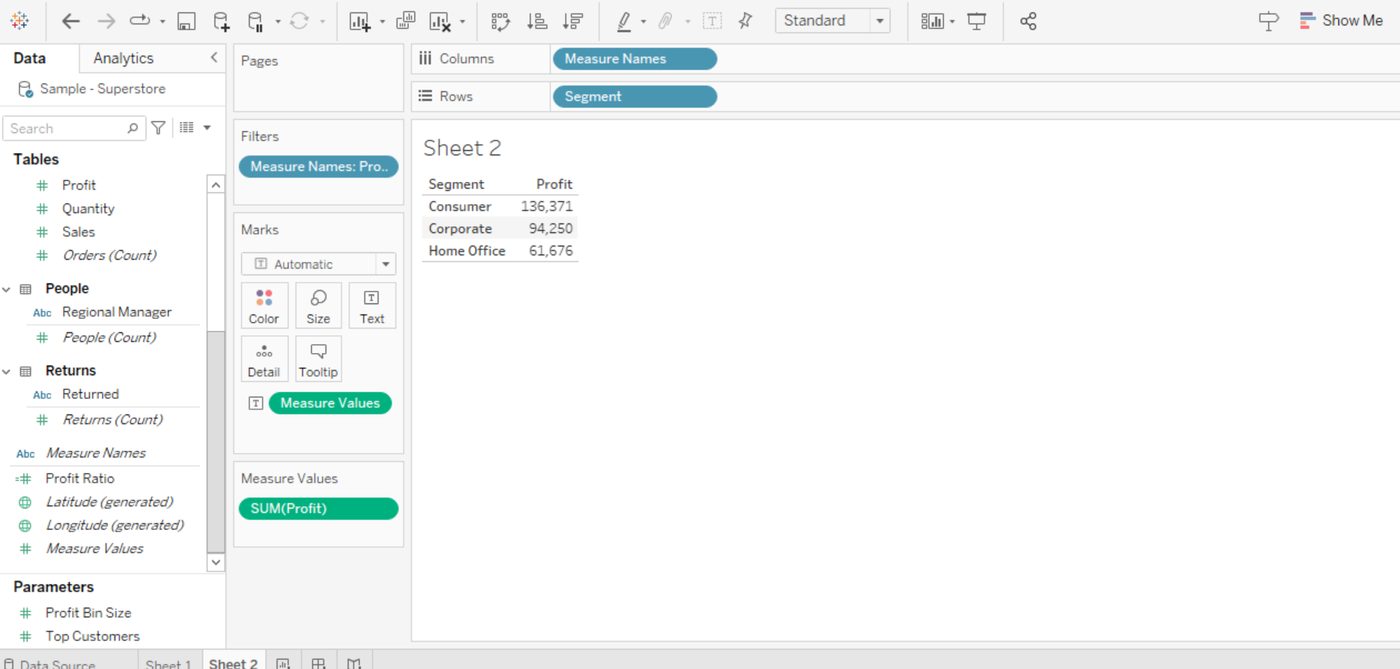 Standard
Show Me
Data
Analytics
Sample - Superstore
Search
Tables
# Profit
# Quantity
# Sales
# Orders (Count)
People
Abc Regional Manager
# People (Count)
Returns
Abc Returned
# Returns (Count)
Abc Measure Names
=# Profit Ratio
Latitude (generated)
Longitude (generated)
# Measure Values
Parameters
# Profit Bin Size
# Top Customers
Pages
Filters
Measure Names: Pro..
Marks
T Automatic
Color Size Text
Detail Tooltip
T Measure Values
Measure Values
SUM(Profit)
Columns Measure Names
Rows Segment
Sheet 2
Segment Profit
Consumer 136,371
Corporate 94,250
Home Office 61,676
Data Source Sheet 1 Sheet 2